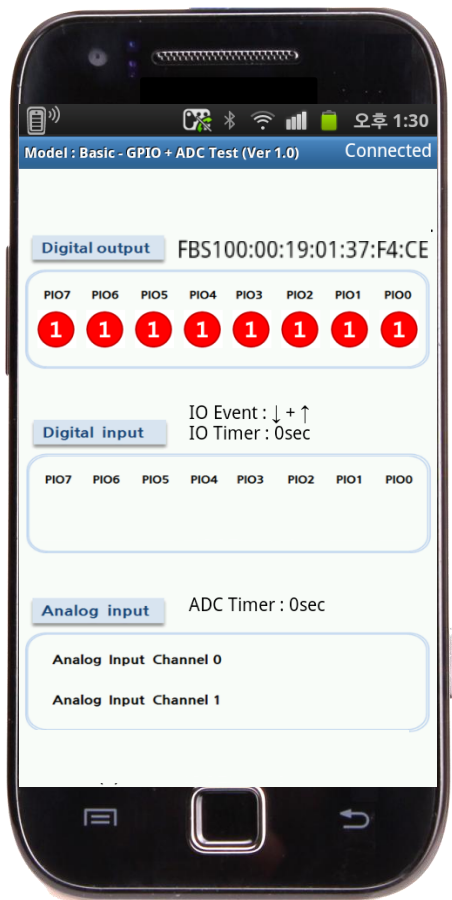 오후 1:30
Model : Basic - GPIO + ADC Test (Ver 1.0) Connected
Digital output FBS100:00:19:01:37:F4:CE
PIO7 PIO6 PIO5 PIO4 PIO3 PIO2 PIO1 PIO0
1 1 1 1 1 1 1 1
IO Event : ↓ + ↑
Digital input IO Timer : 0sec
PIO7 PIO6 PIO5 PIO4 PIO3 PIO2 PIO1 PIO0
Analog input ADC Timer : 0sec
Analog Input Channel 0
Analog Input Channel 1